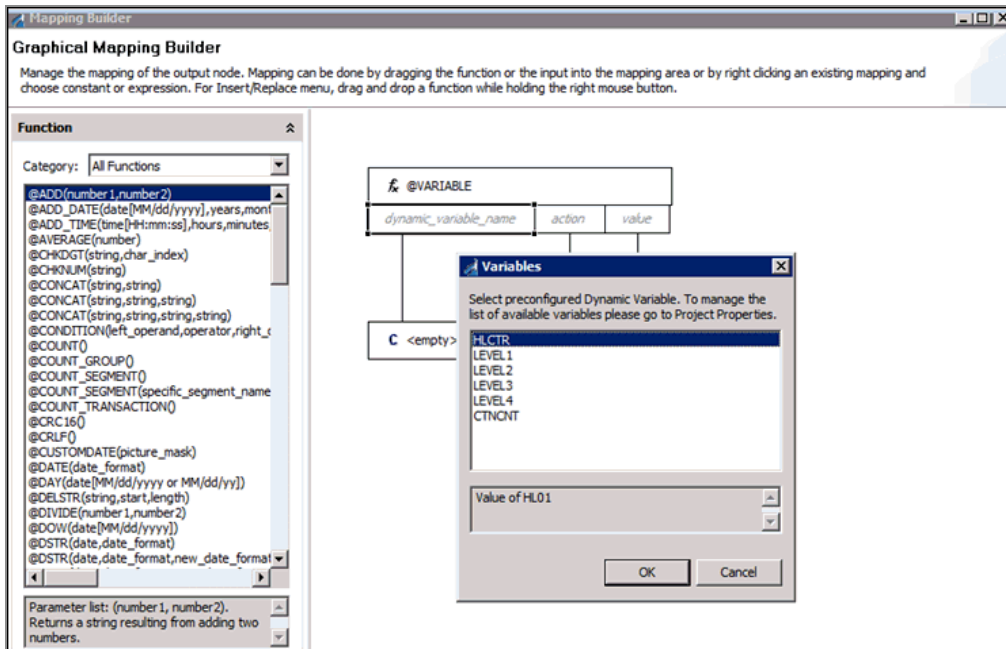 Mapping Builder
Graphical Mapping Builder
Manage the mapping of the output node. Mapping can be done by dragging the function or the input into the mapping area or by right clicking an existing mapping and
choose constant or expression. For Insert/Replace menu, drag and drop a function while holding the right mouse button.
Function
Category: All Functions
@ADD(number1,number2)
@ADD_DATE(date[MM/dd/yyyy],years,mont
@ADD_TIME(time[HH:mm:ss],hours,minutes,
@AVERAGE(number)
@CHKDGT(string,char_index)
@CHKNUM(string)
@CONCAT(string,string)
@CONCAT(string,string,string)
@CONCAT(string,string,string,string)
@CONDITION(left_operand,operator,right_o
@COUNT()
@COUNT_GROUP()
@COUNT_SEGMENT()
@COUNT_SEGMENT(specific_segment_name
@COUNT_TRANSACTION()
@CRC16()
@CRLF()
@CUSTOMDATE(picture_mask)
@DATE(date_format)
@DAY(date[MM/dd/yyyy or MM/dd/yy])
@DELSTR(string,start,length)
@DIVIDE(number1,number2)
@DOW(date[MM/dd/yyyy])
@DSTR(date,date_format)
@DSTR(date,date_format,new_date_format
Parameter list: (number1, number2).
Returns a string resulting from adding two
numbers.
fx @VARIABLE
dynamic_variable_name action value
C <empty>
Variables
Select preconfigured Dynamic Variable. To manage the
list of available variables please go to Project Properties.
HLCTR
LEVEL1
LEVEL2
LEVEL3
LEVEL4
CTNCNT
Value of HL01
OK Cancel